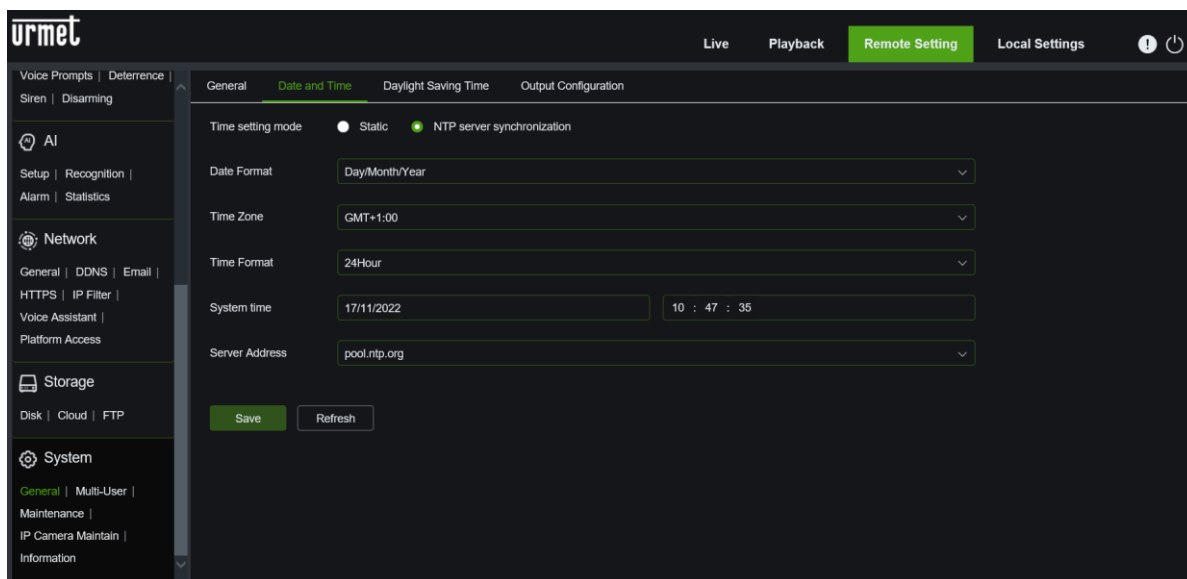 urmet
Live Playback Remote Setting Local Settings
Voice Prompts | Deterrence |
Siren | Disarming
AI
Setup | Recognition |
Alarm | Statistics
Network
General | DDNS | Email |
HTTPS | IP Filter |
Voice Assistant |
Platform Access
Storage
Disk | Cloud | FTP
System
General | Multi-User |
Maintenance |
IP Camera Maintain |
Information
General Date and Time Daylight Saving Time Output Configuration
Time setting mode Static NTP server synchronization
Date Format Day/Month/Year
Time Zone GMT+1:00
Time Format 24Hour
System time 17/11/2022 10 : 47 : 35
Server Address pool.ntp.org
Save Refresh